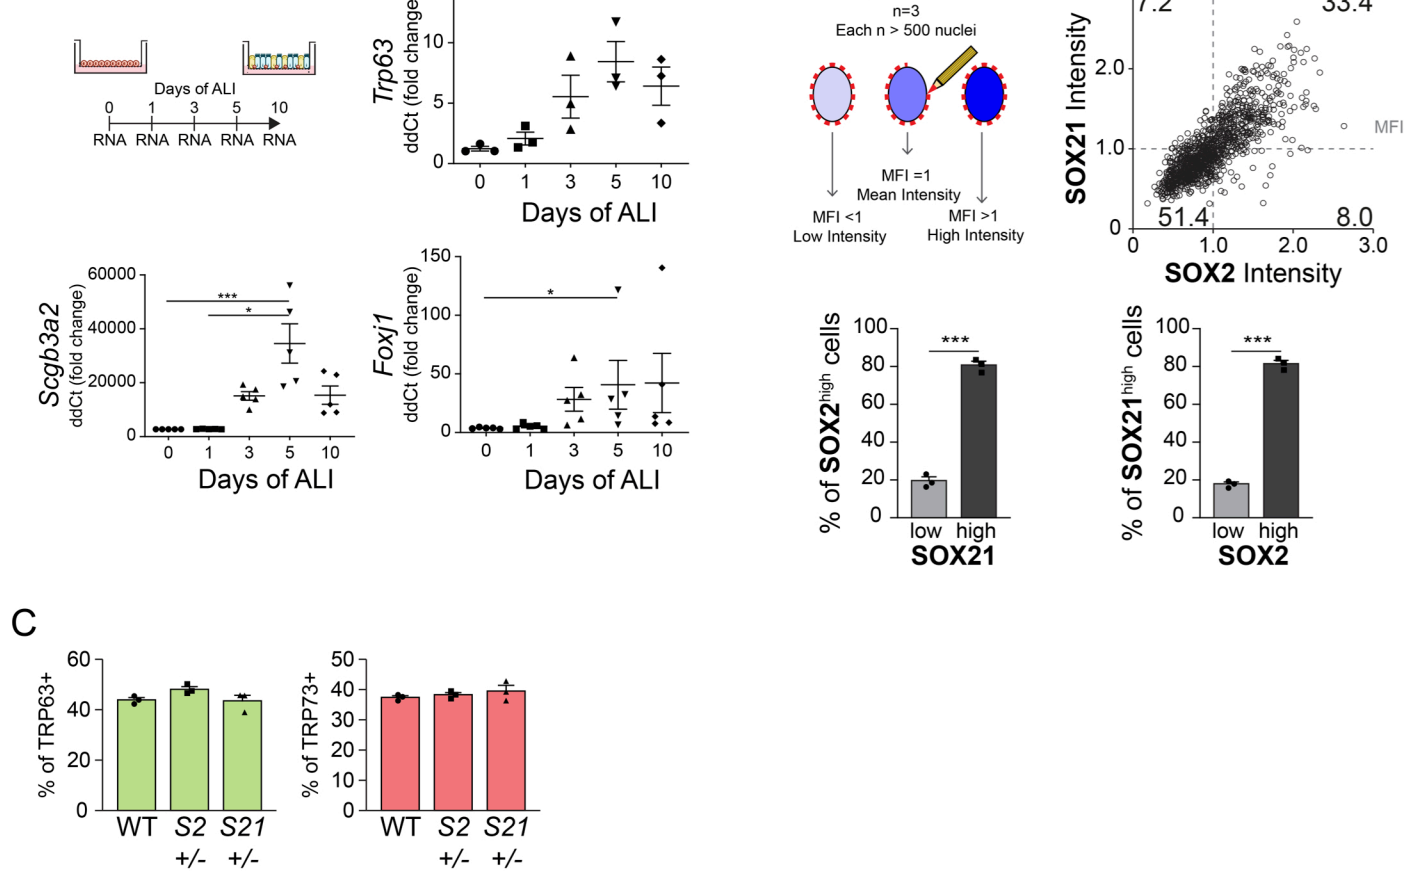 Days of ALI
0 1 3 5 10
RNA RNA RNA RNA RNA
Trp63
ddCt (fold change)
10
5
0
0 1 3 5 10
Days of ALI
Scgb3a2
ddCt (fold change)
60000
40000
20000
0
***
*
0 1 3 5 10
Days of ALI
Foxj1
ddCt (fold change)
150
100
50
0
*
0 1 3 5 10
Days of ALI
n=3
Each n > 500 nuclei
MFI =1
Mean Intensity
MFI <1
Low Intensity
MFI >1
High Intensity
SOX21 Intensity
7.2 33.4
2.0
1.0
0
MFI
51.4 8.0
0 1.0 2.0 3.0
SOX2 Intensity
% of SOX2high cells
100
80
60
40
20
0
***
low high
SOX21
% of SOX21high cells
100
80
60
40
20
0
***
low high
SOX2
C
% of TRP63+
60
40
20
0
WT S2 S21
+/- +/-
% of TRP73+
50
40
30
20
10
0
WT S2 S21
+/- +/-